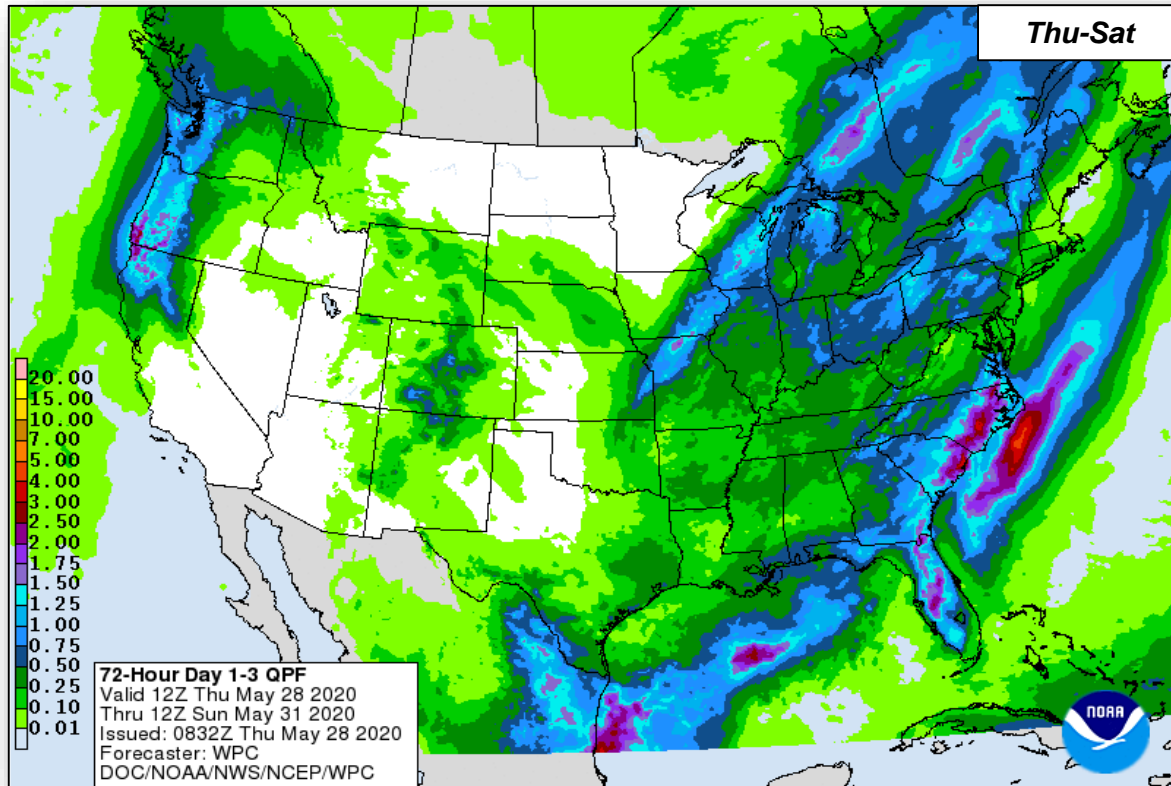 Thu-Sat
20.00
15.00
10.00
7.00
5.00
4.00
3.00
2.50
2.00
1.75
1.50
1.25
1.00
0.75
0.50
0.25
0.10
0.01
72-Hour Day 1-3 QPF
Valid 12Z Thu May 28 2020
Thru 12Z Sun May 31 2020
Issued: 0832Z Thu May 28 2020
Forecaster: WPC
DOC/NOAA/NWS/NCEP/WPC
NOAA